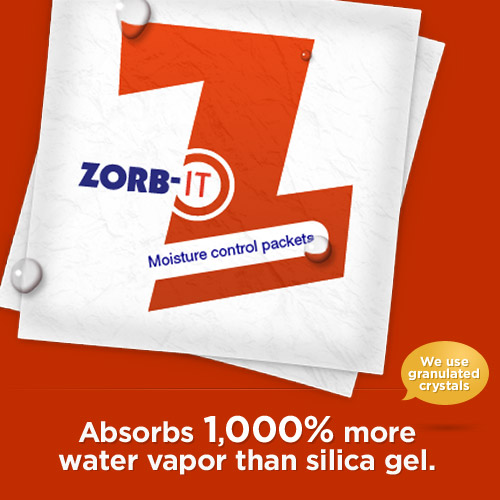 ZORB-IT
Moisture control packets
We use
granulated
crystals
Absorbs 1,000% more
water vapor than silica gel.